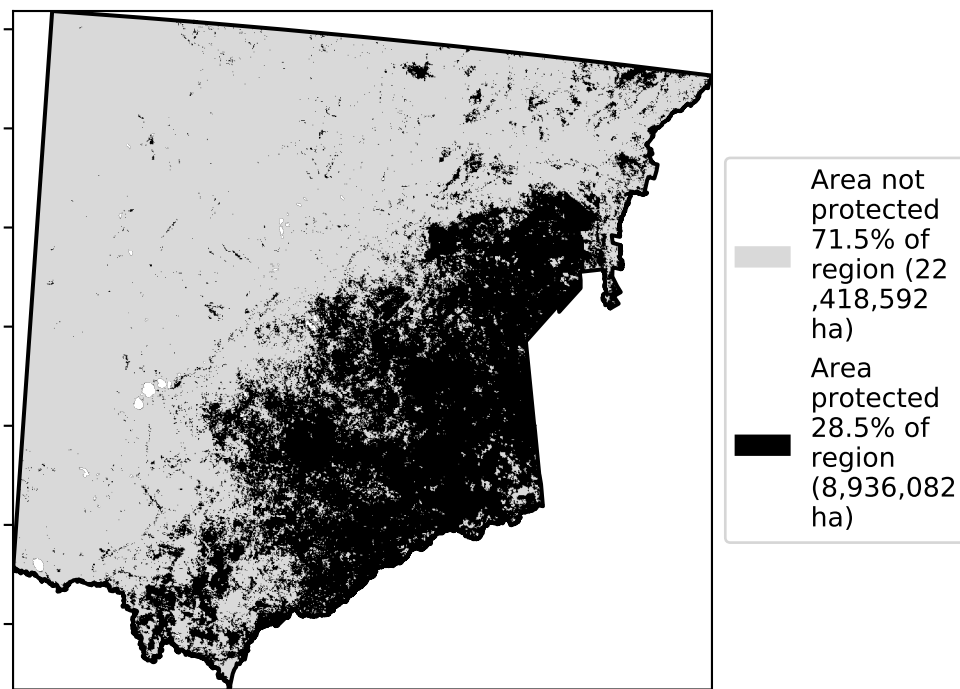 Area not
protected
71.5% of
region (22
,418,592
ha)
Area
protected
28.5% of
region
(8,936,082
ha)